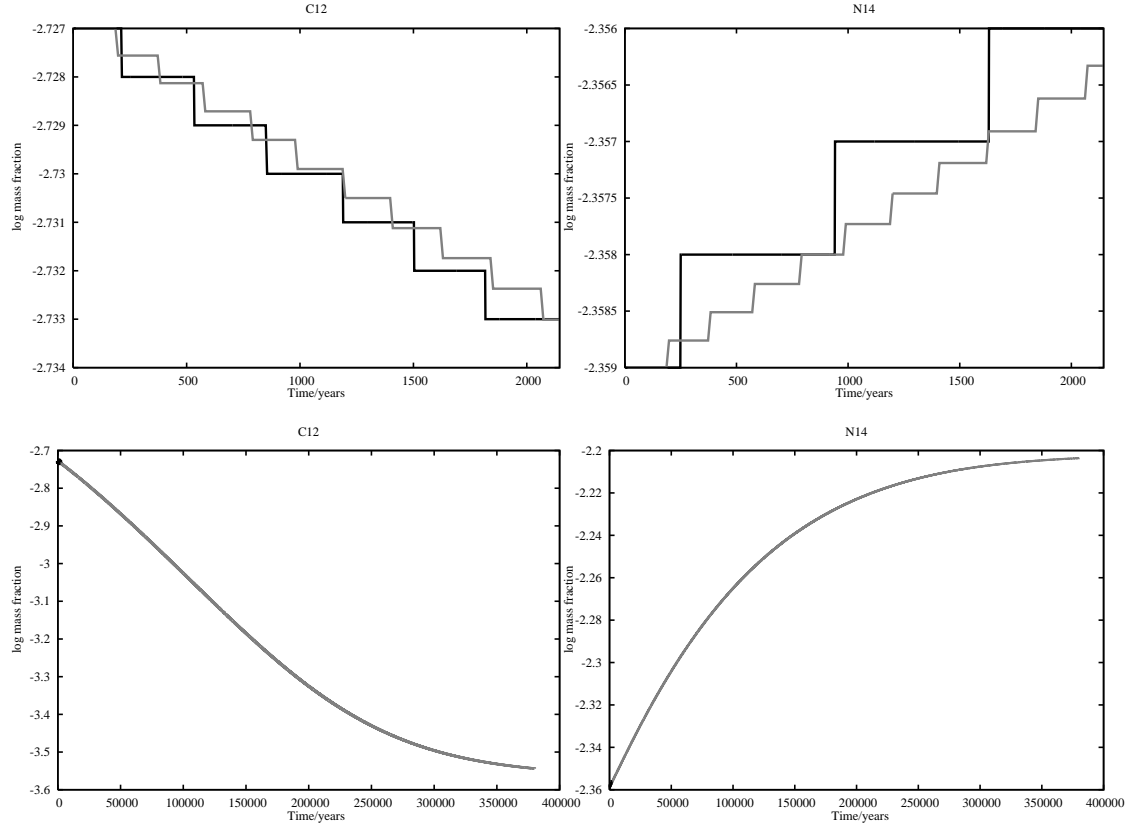 C12
-2.727
-2.728
-2.729
-2.73
-2.731
-2.732
-2.733
-2.734
log mass fraction
0 500 1000 1500 2000
Time/years
N14
-2.356
-2.3565
-2.357
-2.3575
-2.358
-2.3585
-2.359
log mass fraction
0 500 1000 1500 2000
Time/years
C12
-2.7
-2.8
-2.9
-3
-3.1
-3.2
-3.3
-3.4
-3.5
-3.6
log mass fraction
0 50000 100000 150000 200000 250000 300000 350000 400000
Time/years
N14
-2.2
-2.22
-2.24
-2.26
-2.28
-2.3
-2.32
-2.34
-2.36
log mass fraction
0 50000 100000 150000 200000 250000 300000 350000 400000
Time/years